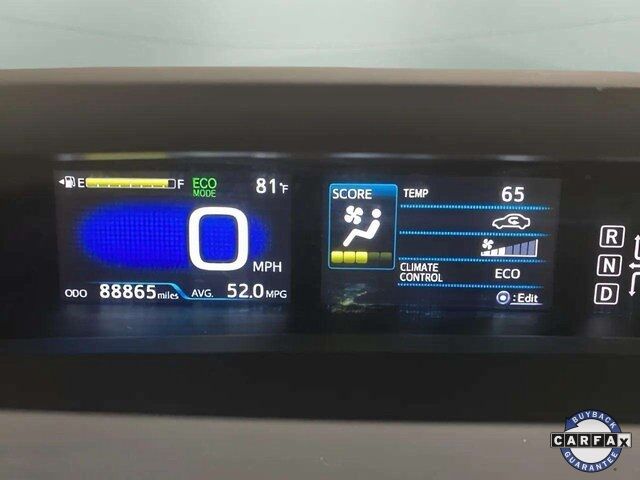 E F ECO MODE 81°F
0 MPH
ODO 88865 miles AVG. 52.0 MPG
SCORE
TEMP 65
CLIMATE CONTROL ECO
:Edit
R
N
D
BUYBACK
CARFAX
GUARANTEE